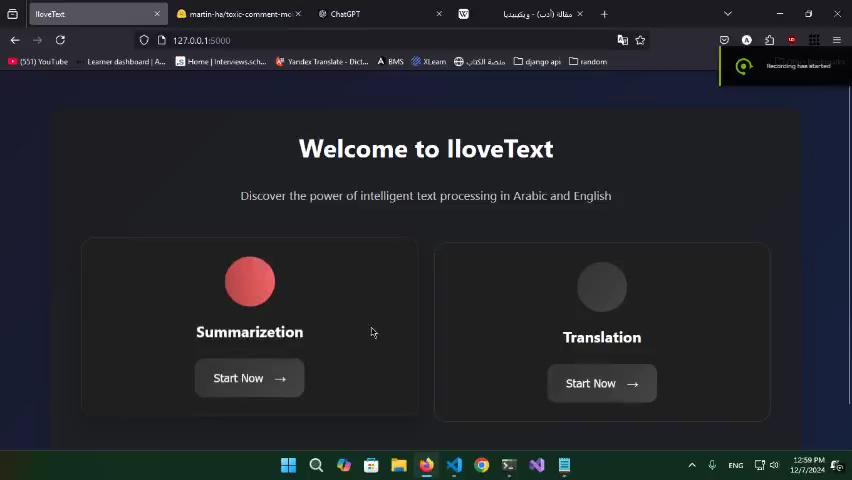 IloveText
martin-ha/toxic-comment-mo
ChatGPT
مقالة (أدب) - ويكيبيديا
127.0.0.1:5000
(551) YouTube
Learner dashboard | A...
Home | Interviews.sch...
Yandex Translate - Dict...
BMS
XLearn
منصة الكتاب
django api
random
Recording has started
Welcome to IloveText
Discover the power of intelligent text processing in Arabic and English
Summarizetion
Start Now →
Translation
Start Now →
ENG
12:59 PM
12/7/2024